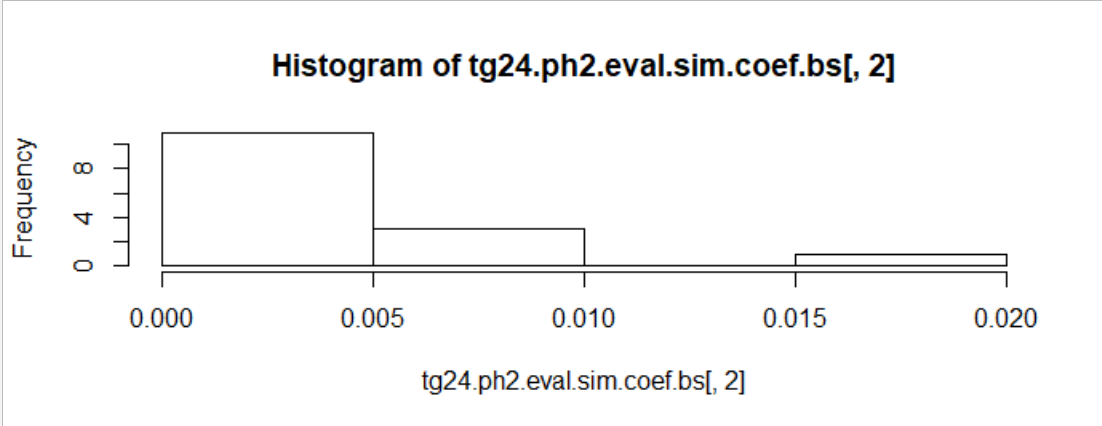 Histogram of tg24.ph2.eval.sim.coef.bs[, 2]
Frequency
8
4
0
0.000 0.005 0.010 0.015 0.020
tg24.ph2.eval.sim.coef.bs[, 2]